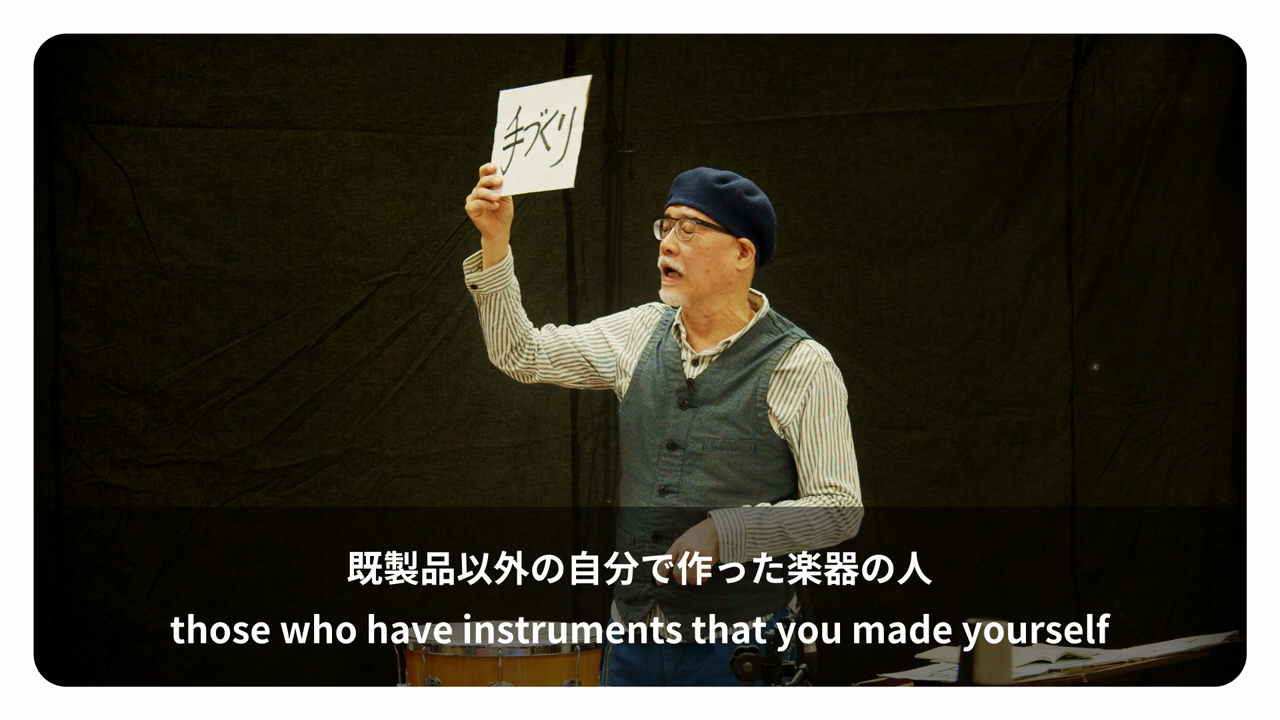 手づくり
既製品以外の自分で作った楽器の人
those who have instruments that you made yourself